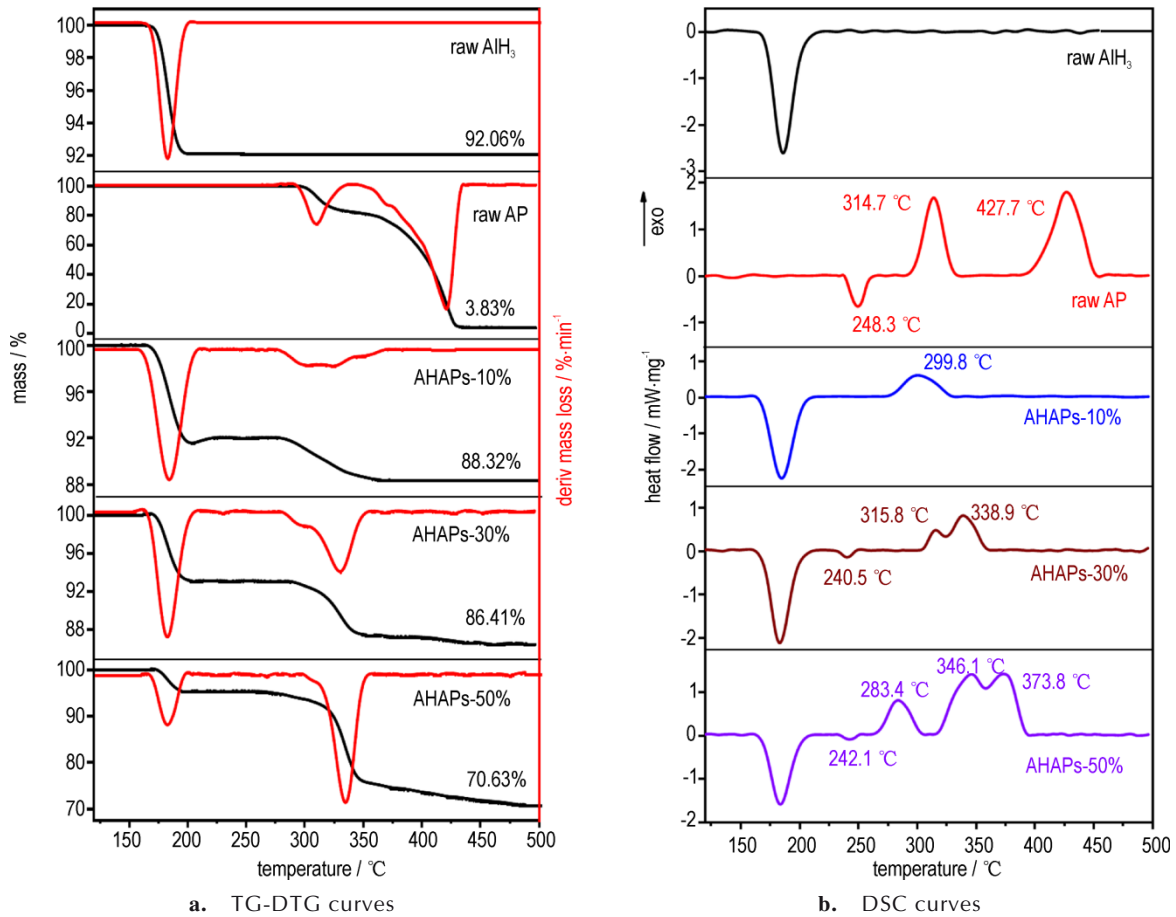 100
98
96
94
92
raw AlH₃
92.06%
100
80
60
40
20
0
raw AP
3.83%
100
96
92
88
AHAPs-10%
88.32%
100
96
92
88
AHAPs-30%
86.41%
100
90
80
70
AHAPs-50%
70.63%
150 200 250 300 350 400 450 500
temperature / ℃
mass / %
deriv mass loss / %·min⁻¹
a. TG-DTG curves
0
-1
-2
-3
raw AlH₃
2
1
0
-1
314.7 ℃
427.7 ℃
248.3 ℃
raw AP
exo
1
0
-1
-2
299.8 ℃
AHAPs-10%
1
0
-1
-2
315.8 ℃
338.9 ℃
240.5 ℃
AHAPs-30%
1
0
-1
-2
283.4 ℃
346.1 ℃
373.8 ℃
242.1 ℃
AHAPs-50%
150 200 250 300 350 400 450 500
temperature / ℃
heat flow / mW·mg⁻¹
b. DSC curves